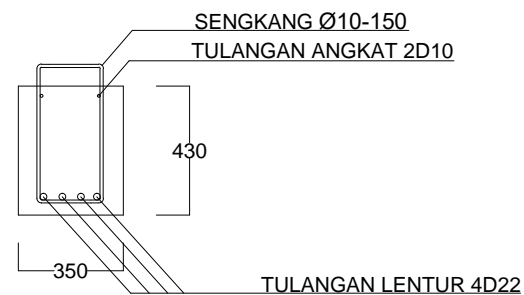 SENGKANG Ø10-150
TULANGAN ANGKAT 2D10
430
350
TULANGAN LENTUR 4D22